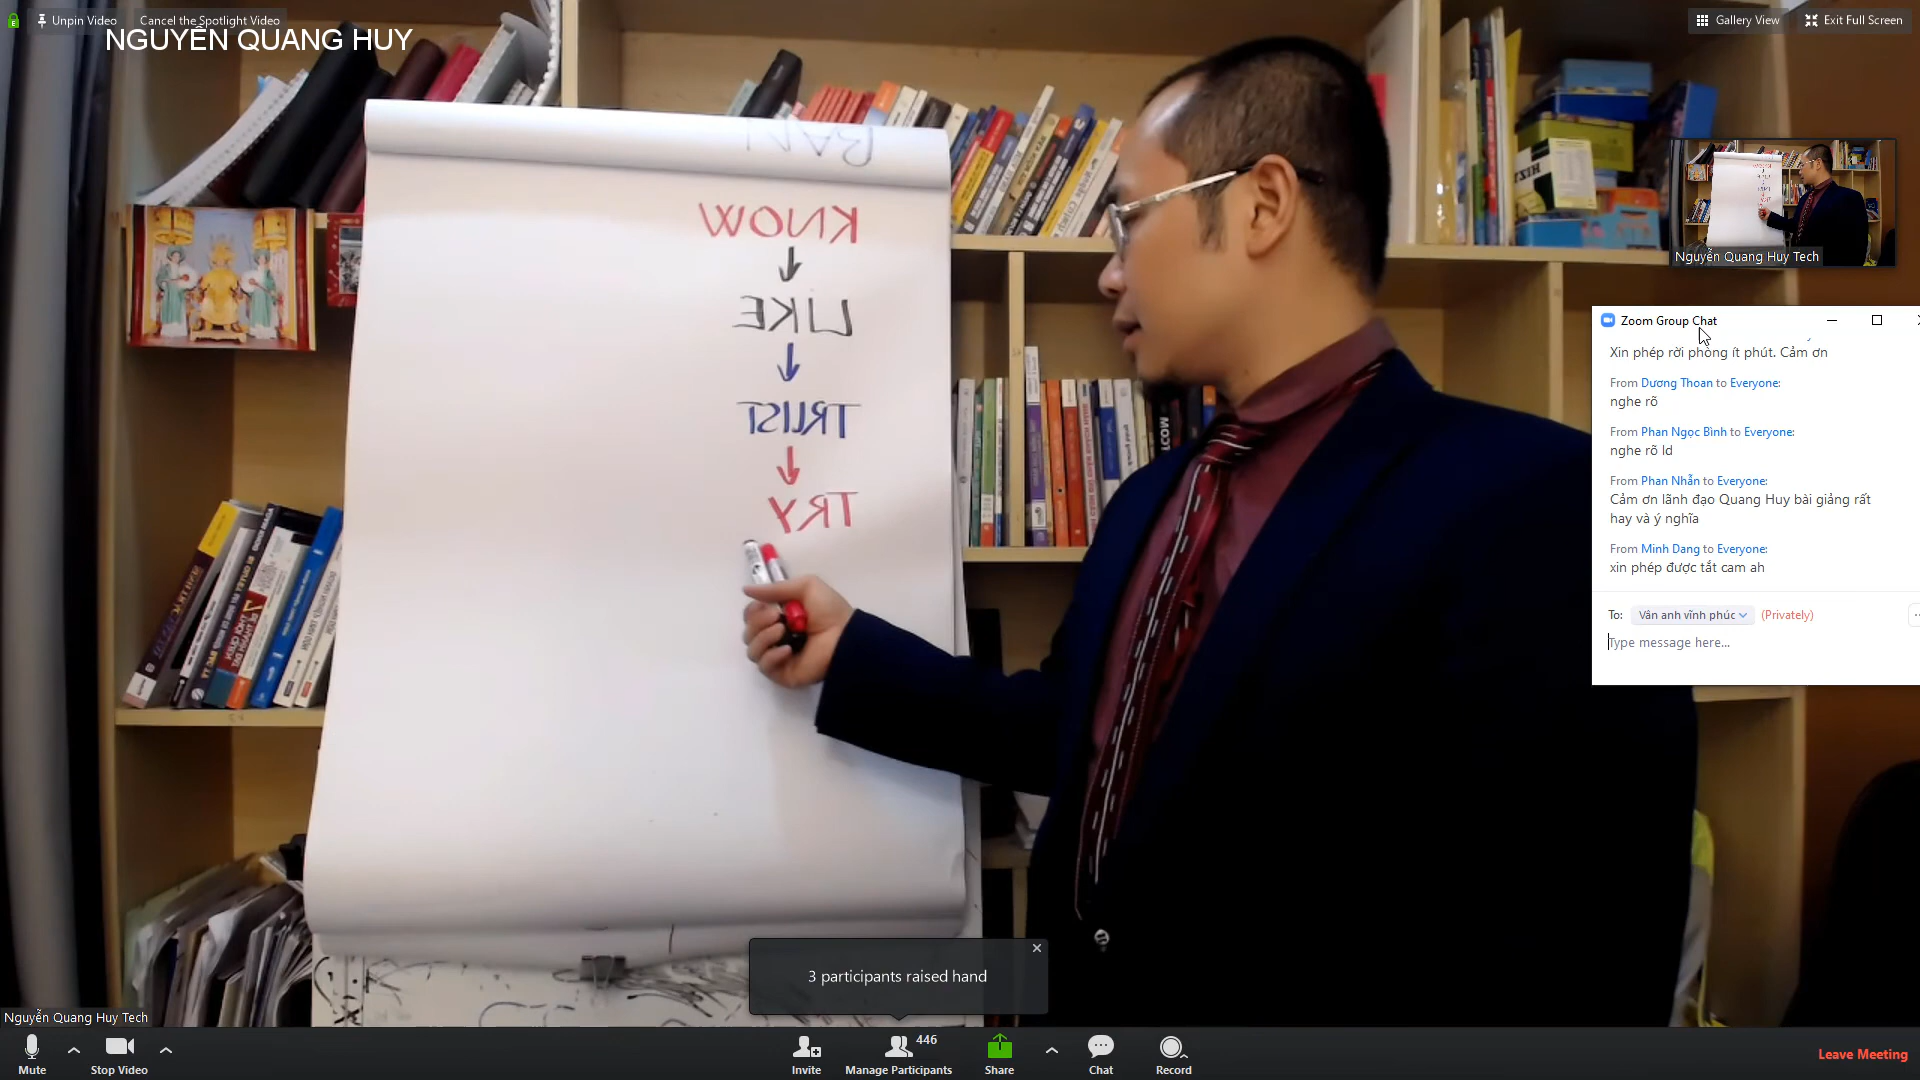 Unpin Video
Cancel the Spotlight Video
Gallery View
Exit Full Screen
NGUYỄN QUANG HUY
BAN
KNOW
↓
LIKE
↓
TRUST
↓
TRY
Nguyễn Quang Huy Tech
Zoom Group Chat
Xin phép rời phòng ít phút. Cảm ơn
From Dương Thoan to Everyone:
nghe rõ
From Phan Ngọc Bình to Everyone:
nghe rõ ld
From Phan Nhẫn to Everyone:
Cảm ơn lãnh đạo Quang Huy bài giảng rất
hay và ý nghĩa
From Minh Dang to Everyone:
xin phép được tắt cam ah
To: Vân anh vĩnh phúc (Privately)
Type message here...
3 participants raised hand
Nguyễn Quang Huy Tech
Mute
Stop Video
Invite
446
Manage Participants
Share
Chat
Record
Leave Meeting